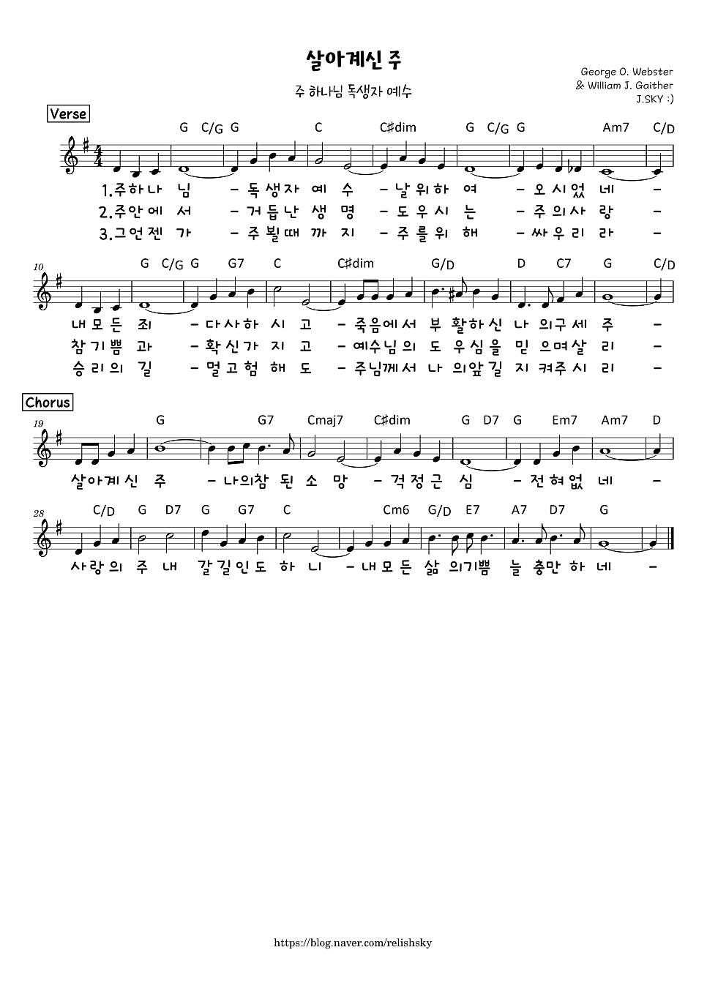 살아계신 주
George O. Webster
& William J. Gaither
J.SKY :)
주 하나님 독생자 예수
Verse
G C/G G C C♯dim G C/G G Am7 C/D
4/4
1.주하나 님 - 독생자 예 수 - 날위하 여 - 오시었 네 -
2.주안에 서 - 거듭난 생 명 - 도우시 는 - 주의사 랑 -
3.그언젠 가 - 주뵐때 까 지 - 주를위 해 - 싸우리 라 -
10
G C/G G G7 C C♯dim G/D D C7 G C/D
내모든 죄 - 다사하 시 고 - 죽음에서 부 활하신 나 의구세 주 -
참기쁨 과 - 확신가 지 고 - 예수님의 도 우심을 믿 으며살 리 -
승리의 길 - 멀고험 해 도 - 주님께서 나 의앞길 지 켜주시 리 -
Chorus
19
G G7 Cmaj7 C♯dim G D7 G Em7 Am7 D
살아계신 주 - 나의참 된 소 망 - 걱정근 심 - 전혀없 네 -
28
C/D G D7 G G7 C Cm6 G/D E7 A7 D7 G
사랑의 주 내 갈길인도 하 니 - 내모든 삶 의기쁨 늘 충만하 네 -
https://blog.naver.com/relishsky